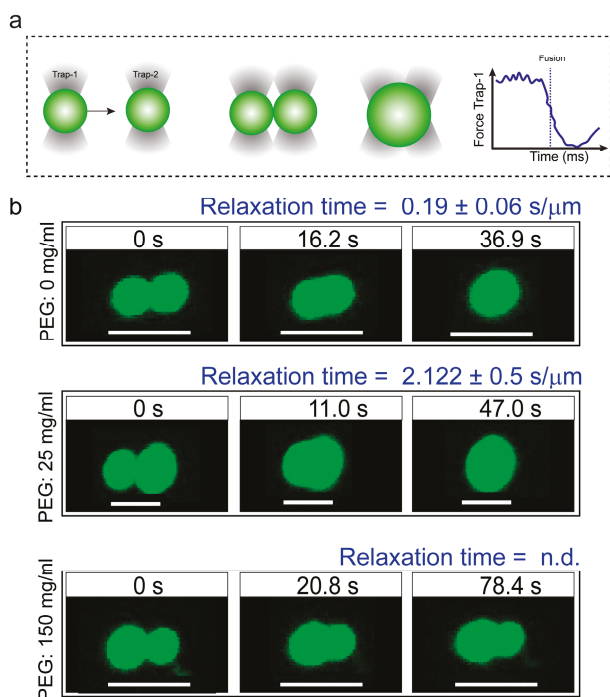 a
Trap-1
Trap-2
Force Trap-1
Fusion
Time (ms)
b
Relaxation time = 0.19 ± 0.06 s/μm
PEG: 0 mg/ml
0 s
16.2 s
36.9 s
Relaxation time = 2.122 ± 0.5 s/μm
PEG: 25 mg/ml
0 s
11.0 s
47.0 s
Relaxation time = n.d.
PEG: 150 mg/ml
0 s
20.8 s
78.4 s